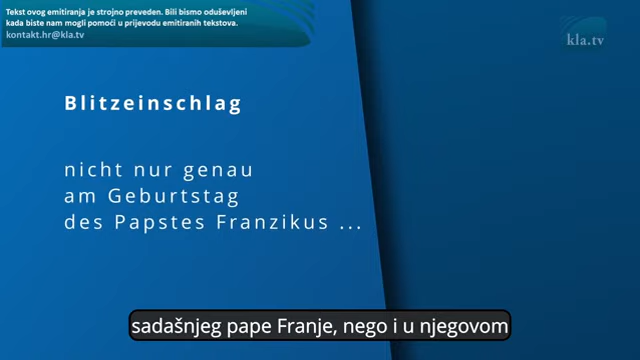 Tekst ovog emitiranja je strojno preveden. Bili bismo oduševljeni
kada biste nam mogli pomoći u prijevodu emitiranih tekstova.
kontakt.hr@kla.tv
kla.tv
Blitzeinschlag
nicht nur genau
am Geburtstag
des Papstes Franzikus ...
sadašnjeg pape Franje, nego i u njegovom